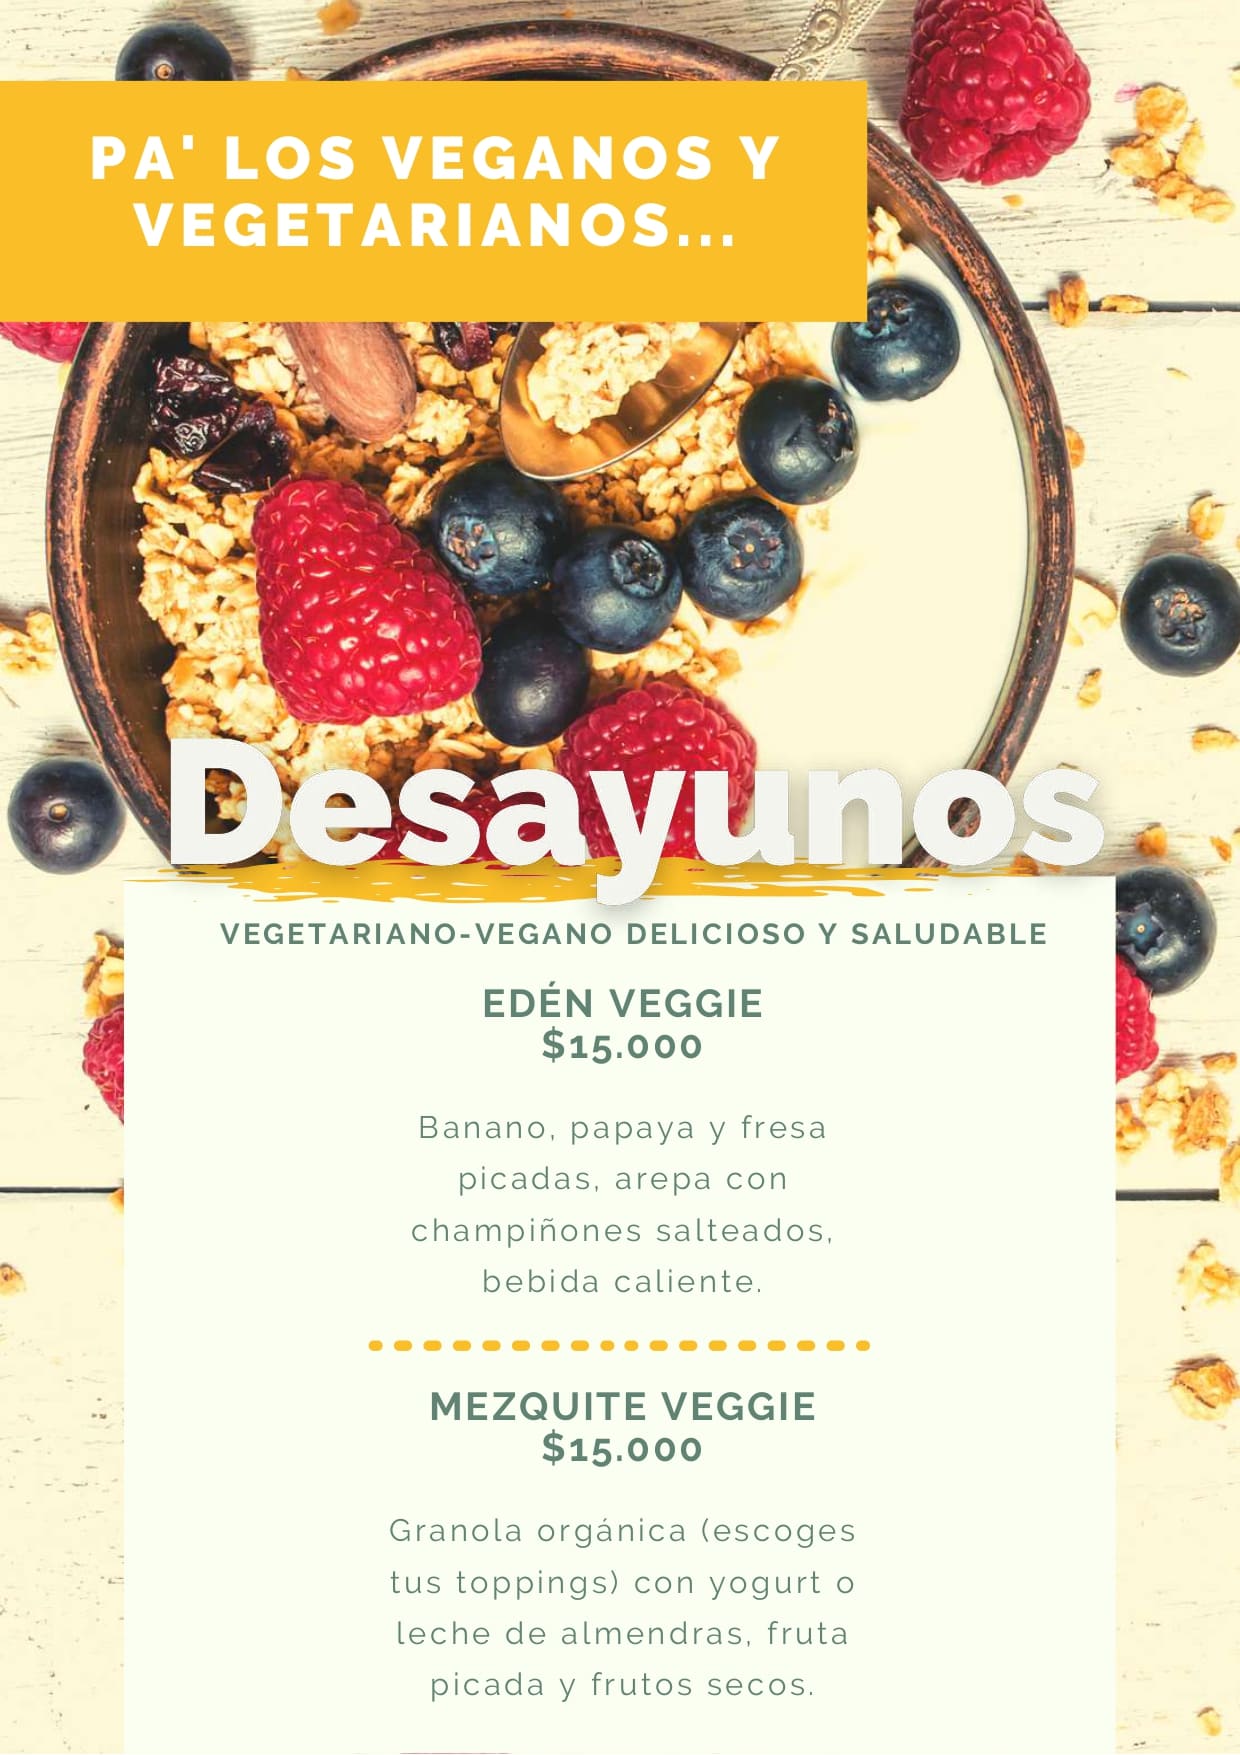 PA' LOS VEGANOS Y
VEGETARIANOS...
Desayunos
VEGETARIANO-VEGANO DELICIOSO Y SALUDABLE
EDÉN VEGGIE
$15.000
Banano, papaya y fresa
picadas, arepa con
champiñones salteados,
bebida caliente.
MEZQUITE VEGGIE
$15.000
Granola orgánica (escoges
tus toppings) con yogurt o
leche de almendras, fruta
picada y frutos secos.